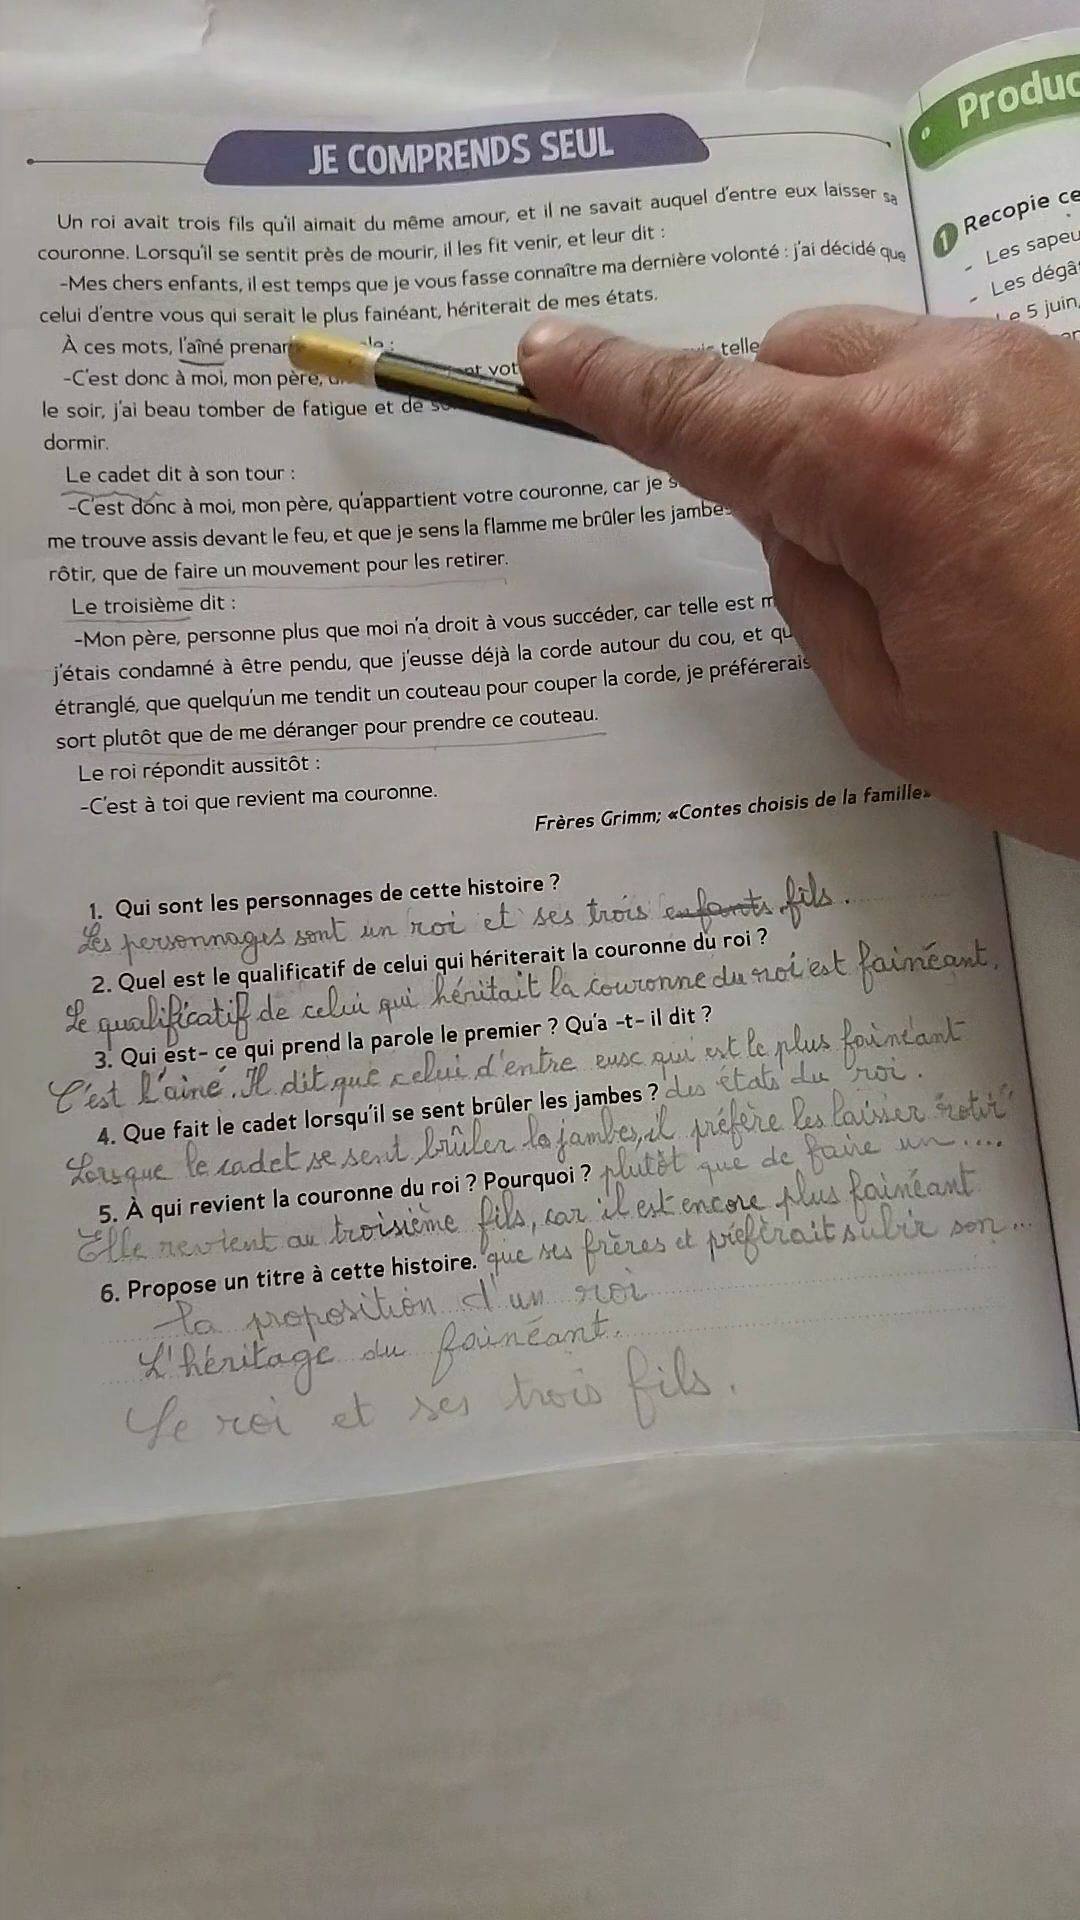 JE COMPRENDS SEUL
Un roi avait trois fils qu'il aimait du même amour, et il ne savait auquel d'entre eux laisser sa
couronne. Lorsqu'il se sentit près de mourir, il les fit venir, et leur dit :
-Mes chers enfants, il est temps que je vous fasse connaître ma dernière volonté : j'ai décidé que
celui d'entre vous qui serait le plus fainéant, hériterait de mes états.
À ces mots, l'aîné prenan
-C'est donc à moi, mon père, vot telle
le soir, j'ai beau tomber de fatigue et de
dormir.
Le cadet dit à son tour :
-C'est donc à moi, mon père, qu'appartient votre couronne, car je s
me trouve assis devant le feu, et que je sens la flamme me brûler les jambes
rôtir, que de faire un mouvement pour les retirer.
Le troisième dit :
-Mon père, personne plus que moi n'a droit à vous succéder, car telle est m
j'étais condamné à être pendu, que j'eusse déjà la corde autour du cou, et qu
étranglé, que quelqu'un me tendit un couteau pour couper la corde, je préférerais
sort plutôt que de me déranger pour prendre ce couteau.
Le roi répondit aussitôt :
-C'est à toi que revient ma couronne.
Frères Grimm; «Contes choisis de la famille»
1. Qui sont les personnages de cette histoire ?
Les personnages sont un roi et ses trois enfants fils.
2. Quel est le qualificatif de celui qui hériterait la couronne du roi ?
Le qualificatif de celui qui héritait la couronne du roi est fainéant.
3. Qui est- ce qui prend la parole le premier ? Qu'a -t- il dit ?
C'est l'ainé. Il dit que celui d'entre eux qui est le plus fainéant
4. Que fait le cadet lorsqu'il se sent brûler les jambes ? des états du roi.
Lorsque le cadet se sent brûler les jambes, il préfère les laisser "rotir"
5. À qui revient la couronne du roi ? Pourquoi ? plutôt que de faire un ....
Elle revient au troisième fils, car il est encore plus fainéant
6. Propose un titre à cette histoire. que ses frères et préfèrait subir son ...
La proposition d'un roi
L'héritage du fainéant.
Le roi et ses trois fils.
Produc
1 Recopie ce
- Les sapeu
- Les dégâ
e 5 juin,